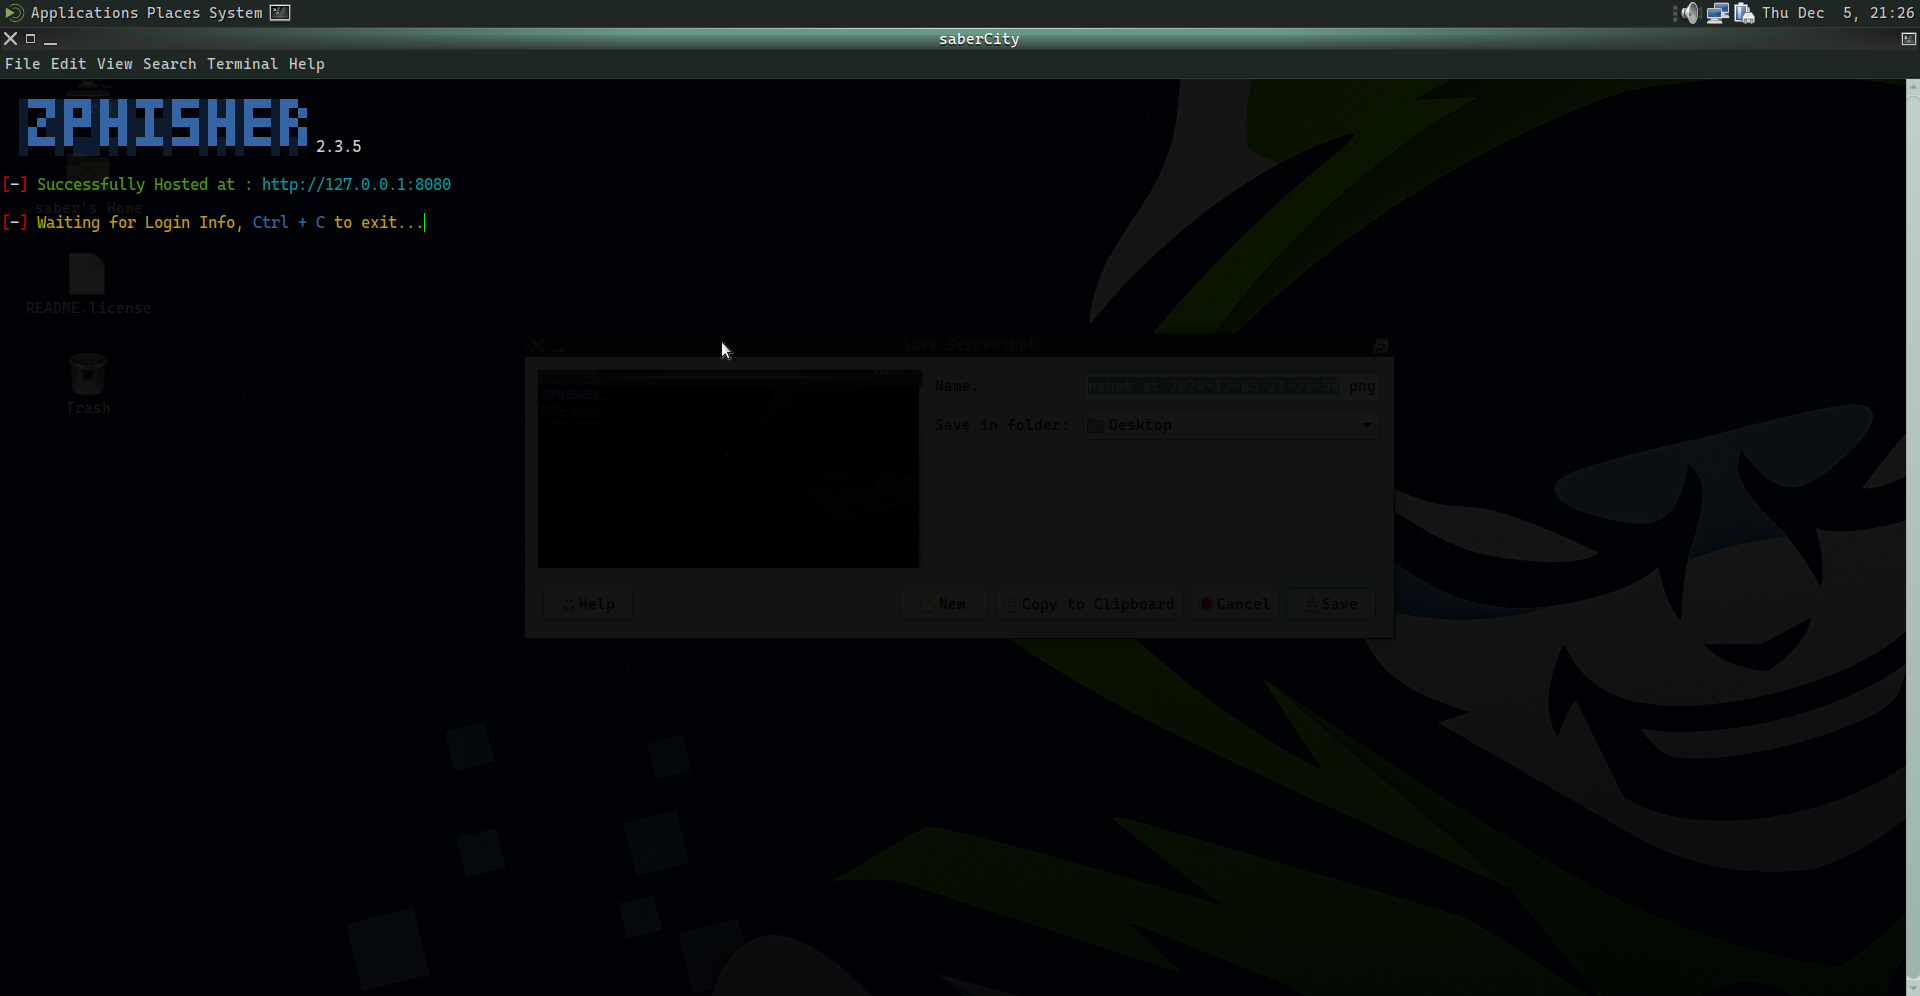 Applications Places System
Thu Dec  5, 21:26
saberCity
File Edit View Search Terminal Help
ZPHISHER 2.3.5
[-] Successfully Hosted at : http://127.0.0.1:8080
saber's Home
[-] Waiting for Login Info, Ctrl + C to exit...
README.license
Trash
Save Screenshot
Name: nshot at 2024-12-05 21-23-58.png
Save in folder: Desktop
Help New Copy to Clipboard Cancel Save